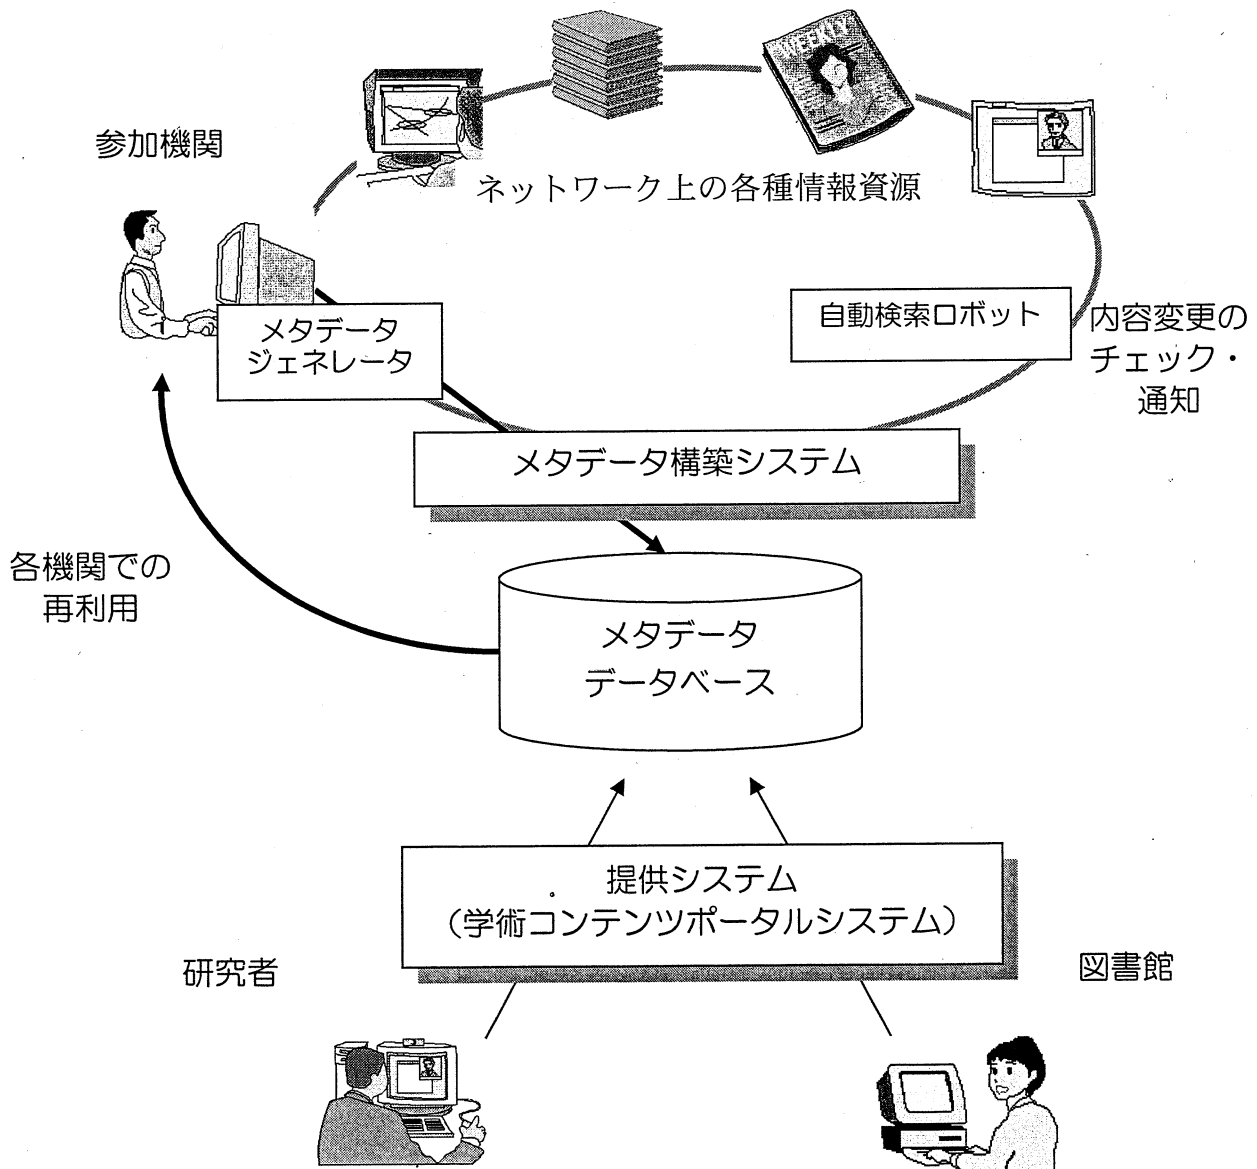 WEEKLY
参加機関
ネットワーク上の各種情報資源
メタデータ
ジェネレータ
自動検索ロボット
内容変更の
チェック・
通知
メタデータ構築システム
各機関での
再利用
メタデータ
データベース
提供システム
（学術コンテンツポータルシステム）
研究者
図書館